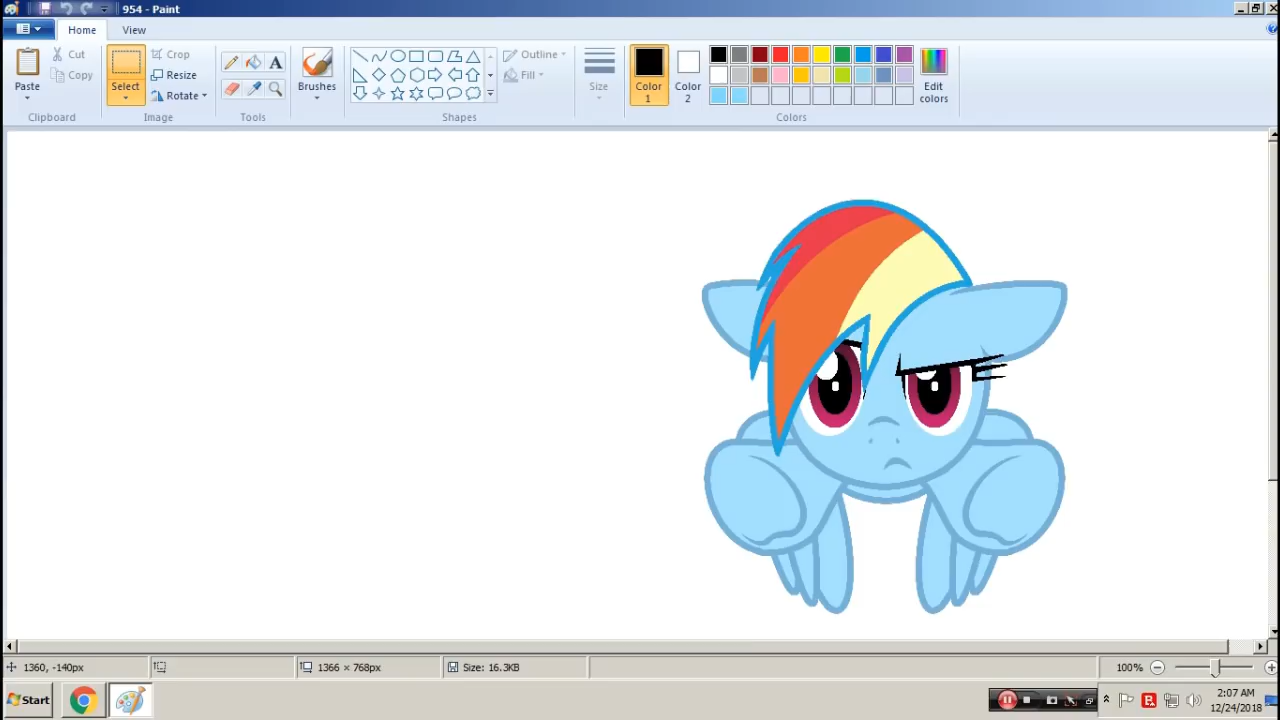 954 - Paint
Home View
Paste
Cut
Copy
Clipboard
Select
Crop
Resize
Rotate
Image
A
Tools
Brushes
Outline
Fill
Shapes
Size
Color 1
Color 2
Edit colors
Colors
1360, -140px
1366 × 768px
Size: 16.3KB
100%
Start
2:07 AM
12/24/2018